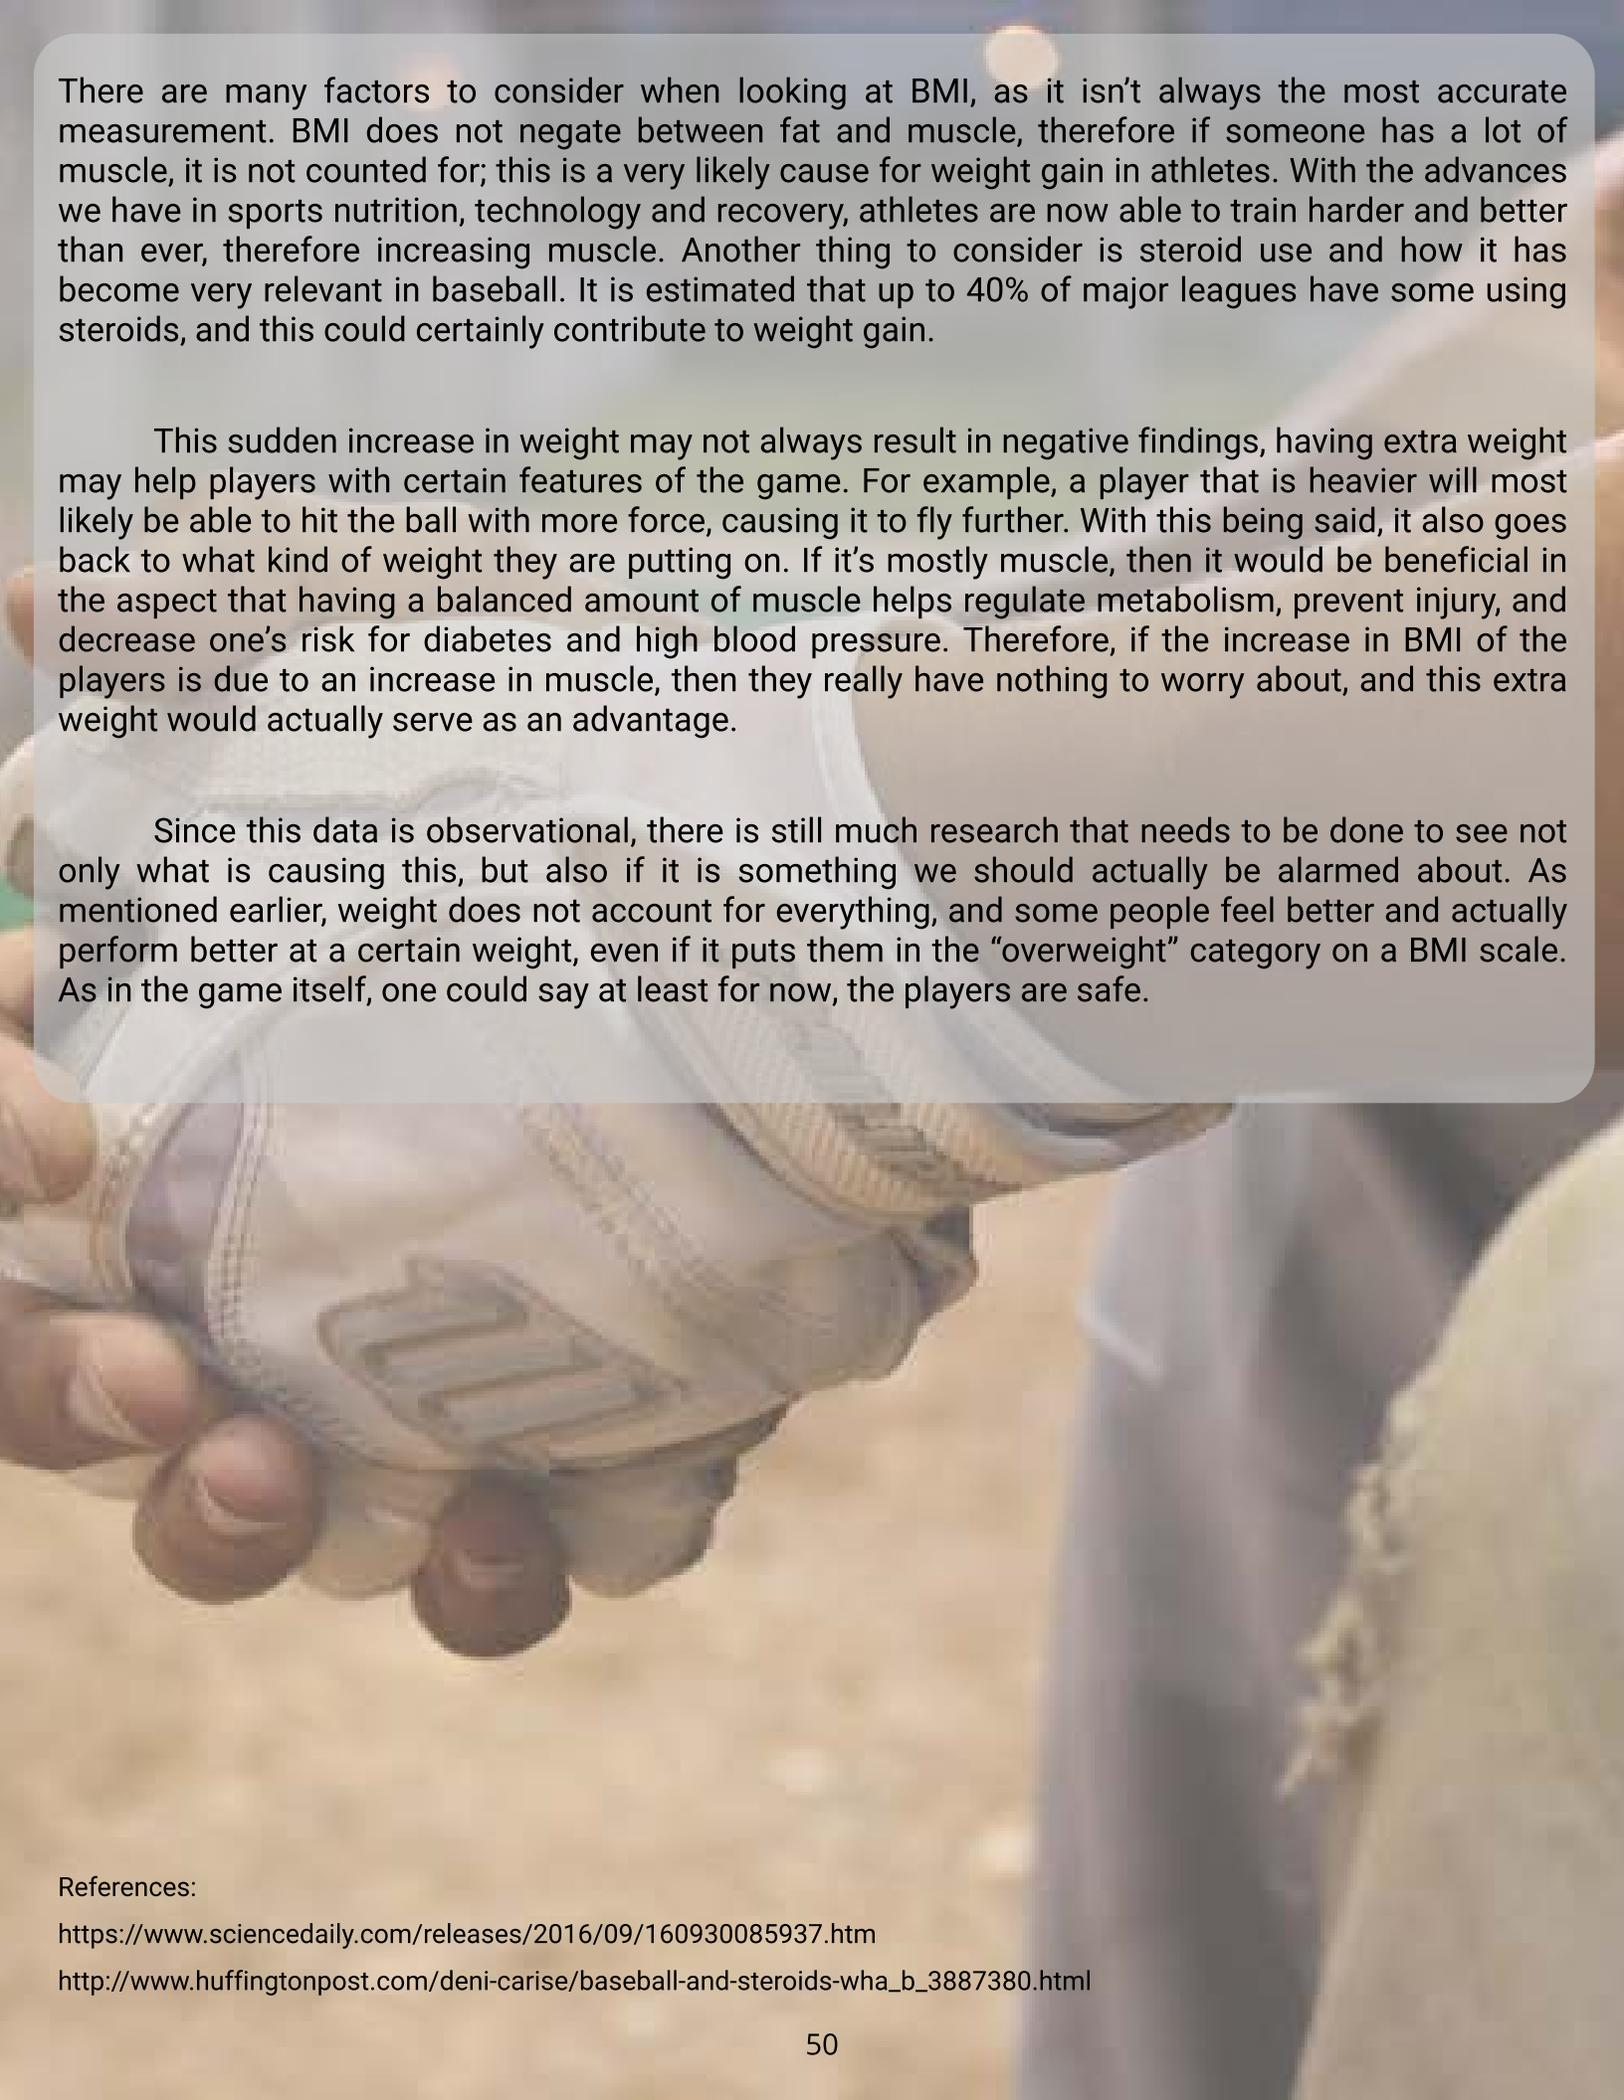 There are many factors to consider when looking at BMI, as it isn’t always the most accurate
measurement. BMI does not negate between fat and muscle, therefore if someone has a lot of
muscle, it is not counted for; this is a very likely cause for weight gain in athletes. With the advances
we have in sports nutrition, technology and recovery, athletes are now able to train harder and better
than ever, therefore increasing muscle. Another thing to consider is steroid use and how it has
become very relevant in baseball. It is estimated that up to 40% of major leagues have some using
steroids, and this could certainly contribute to weight gain.
This sudden increase in weight may not always result in negative findings, having extra weight
may help players with certain features of the game. For example, a player that is heavier will most
likely be able to hit the ball with more force, causing it to fly further. With this being said, it also goes
back to what kind of weight they are putting on. If it’s mostly muscle, then it would be beneficial in
the aspect that having a balanced amount of muscle helps regulate metabolism, prevent injury, and
decrease one’s risk for diabetes and high blood pressure. Therefore, if the increase in BMI of the
players is due to an increase in muscle, then they really have nothing to worry about, and this extra
weight would actually serve as an advantage.
Since this data is observational, there is still much research that needs to be done to see not
only what is causing this, but also if it is something we should actually be alarmed about. As
mentioned earlier, weight does not account for everything, and some people feel better and actually
perform better at a certain weight, even if it puts them in the “overweight” category on a BMI scale.
As in the game itself, one could say at least for now, the players are safe.
References:
https://www.sciencedaily.com/releases/2016/09/160930085937.htm
http://www.huffingtonpost.com/deni-carise/baseball-and-steroids-wha_b_3887380.html
50